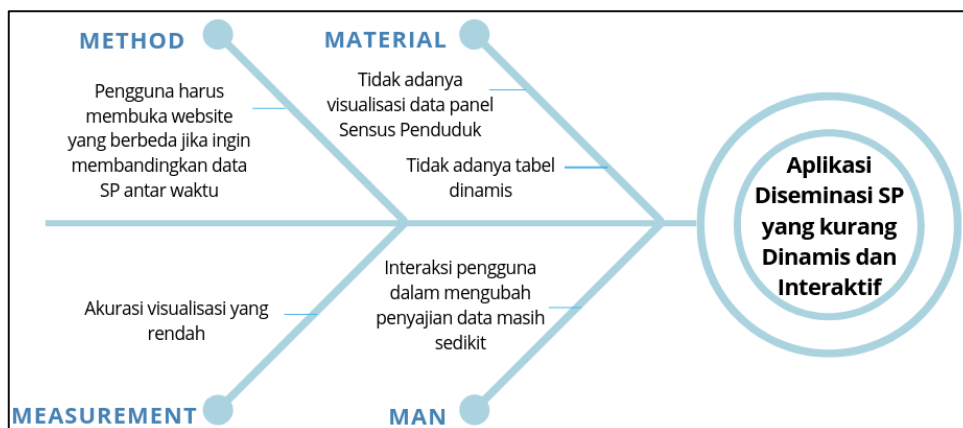 METHOD
Pengguna harus
membuka website
yang berbeda jika ingin
membandingkan data
SP antar waktu
MATERIAL
Tidak adanya
visualisasi data panel
Sensus Penduduk
Tidak adanya tabel
dinamis
Aplikasi
Diseminasi SP
yang kurang
Dinamis dan
Interaktif
Akurasi visualisasi yang
rendah
MEASUREMENT
Interaksi pengguna
dalam mengubah
penyajian data masih
sedikit
MAN